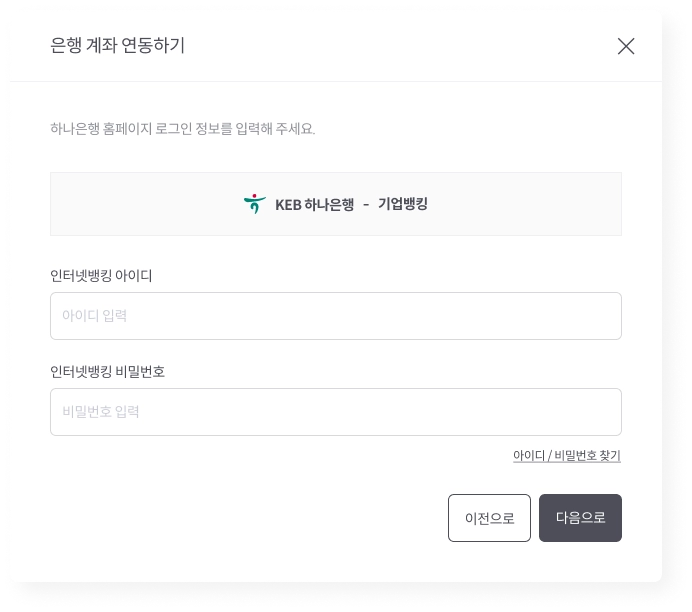 은행 계좌 연동하기
하나은행 홈페이지 로그인 정보를 입력해 주세요.
KEB 하나은행 - 기업뱅킹
인터넷뱅킹 아이디
아이디 입력
인터넷뱅킹 비밀번호
비밀번호 입력
아이디 / 비밀번호 찾기
이전으로 다음으로